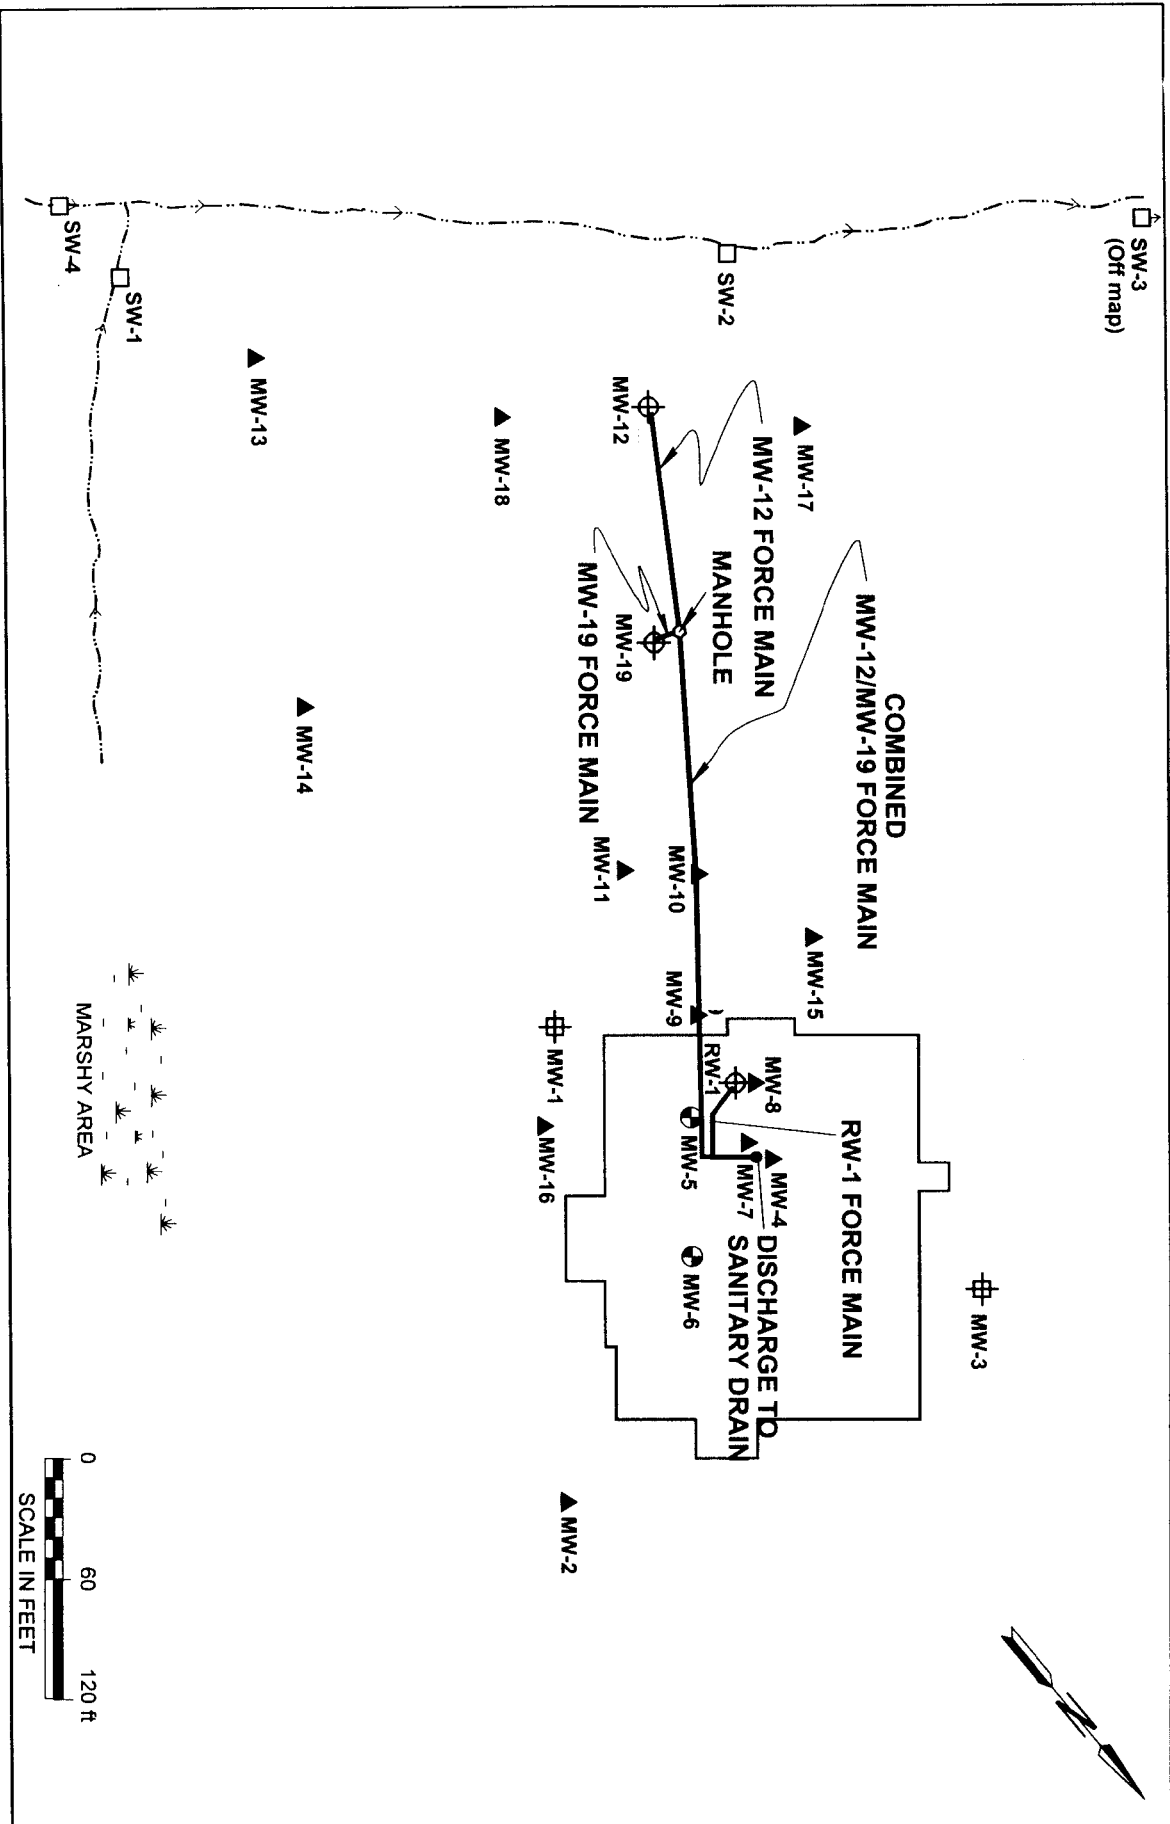 SW-3
(Off map)
SW-2
SW-4
SW-1
MW-17
MW-12
MW-18
MW-13
MW-12 FORCE MAIN
MANHOLE
MW-19
MW-19 FORCE MAIN
COMBINED
MW-12/MW-19 FORCE MAIN
MW-14
MW-10
MW-11
MW-15
MW-9
RW-1
MW-8
MW-1
MW-5
MW-7
MW-4
MW-16
MW-6
RW-1 FORCE MAIN
DISCHARGE TO
SANITARY DRAIN
MW-3
MW-2
MARSHY AREA
N
0 60 120 ft
SCALE IN FEET